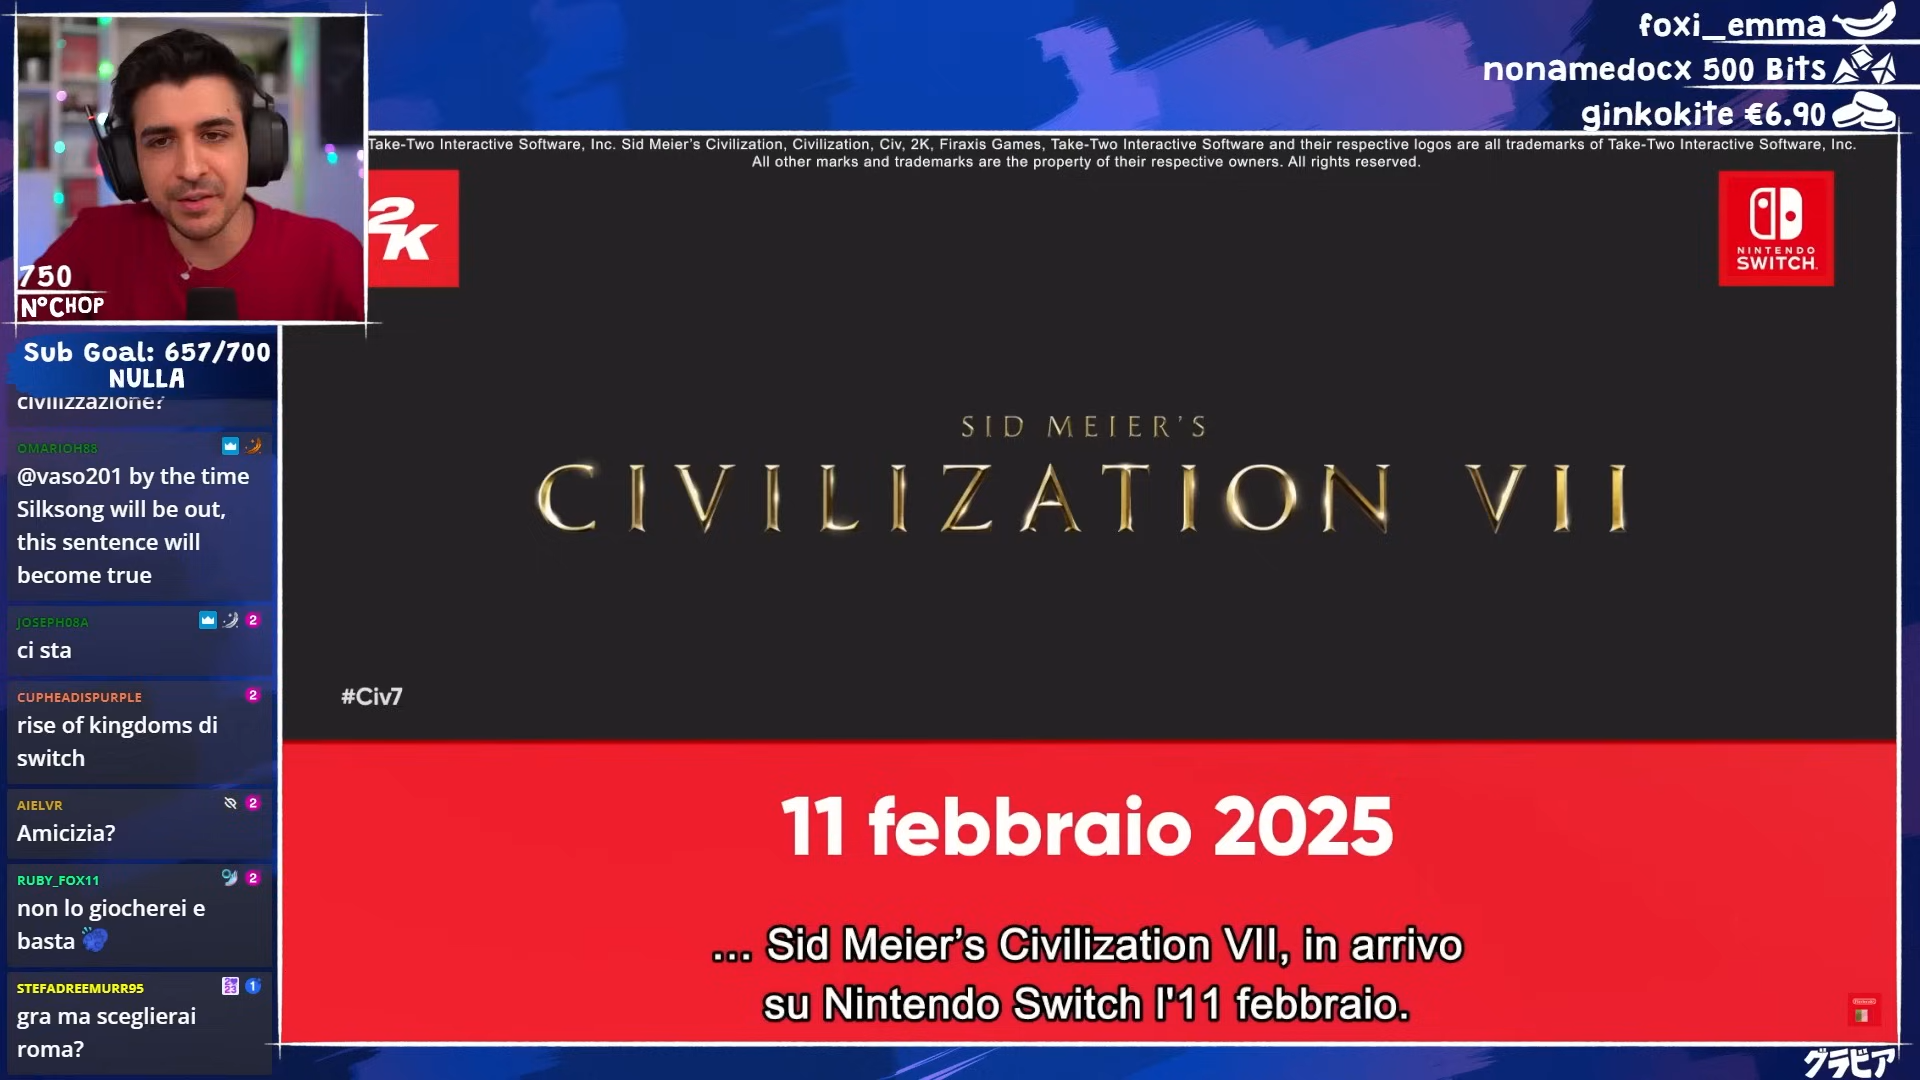 foxi_emma
nonamedocx 500 Bits
ginkokite €6.90
Take-Two Interactive Software, Inc. Sid Meier's Civilization, Civilization, Civ, 2K, Firaxis Games, Take-Two Interactive Software and their respective logos are all trademarks of Take-Two Interactive Software, Inc.
All other marks and trademarks are the property of their respective owners. All rights reserved.
2K
NINTENDO
SWITCH
750
N°CHOP
Sub Goal: 657/700
NULLA
civilizzazione?
OMARIOH88
@vaso201 by the time
Silksong will be out,
this sentence will
become true
JOSEPH08A
2
ci sta
CUPHEADISPURPLE
2
rise of kingdoms di
switch
AIELVR
2
Amicizia?
RUBY_FOX11
2
non lo giocherei e
basta
STEFADREEMURR95
1
gra ma sceglierai
roma?
SID MEIER'S
CIVILIZATION VII
#Civ7
11 febbraio 2025
... Sid Meier's Civilization VII, in arrivo
su Nintendo Switch l'11 febbraio.
グラビア